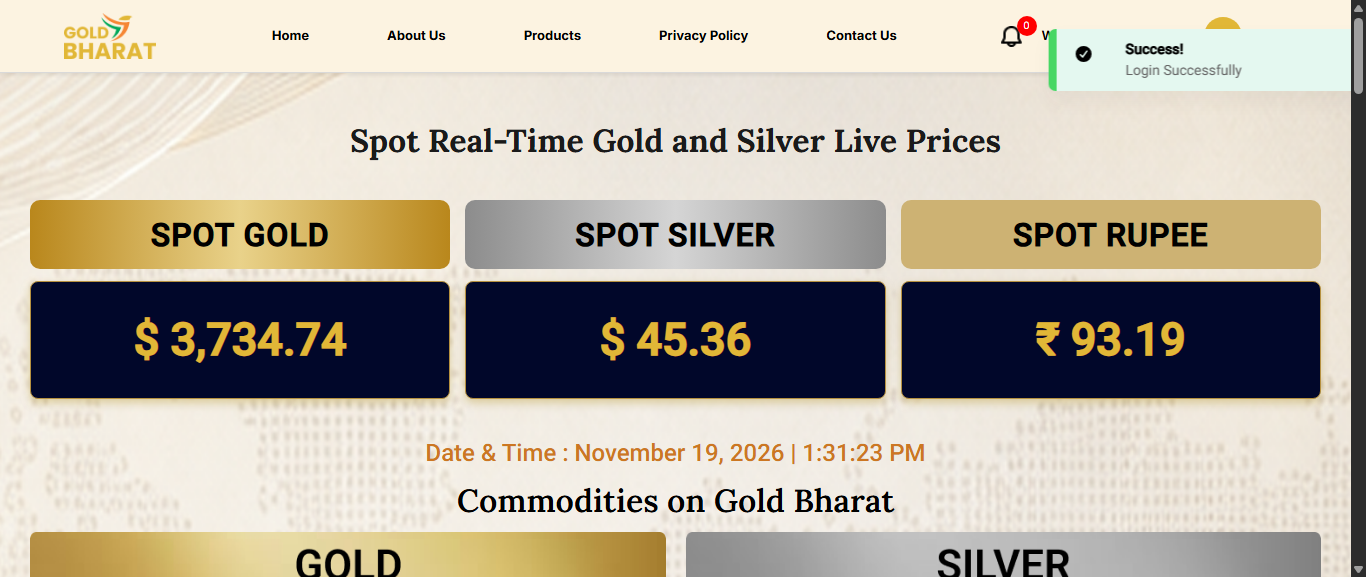 GOLD
BHARAT
Home
About Us
Products
Privacy Policy
Contact Us
0
Success!
Login Successfully
Spot Real-Time Gold and Silver Live Prices
SPOT GOLD
SPOT SILVER
SPOT RUPEE
$ 3,734.74
$ 45.36
₹ 93.19
Date & Time : November 19, 2026 | 1:31:23 PM
Commodities on Gold Bharat
GOLD
SILVER